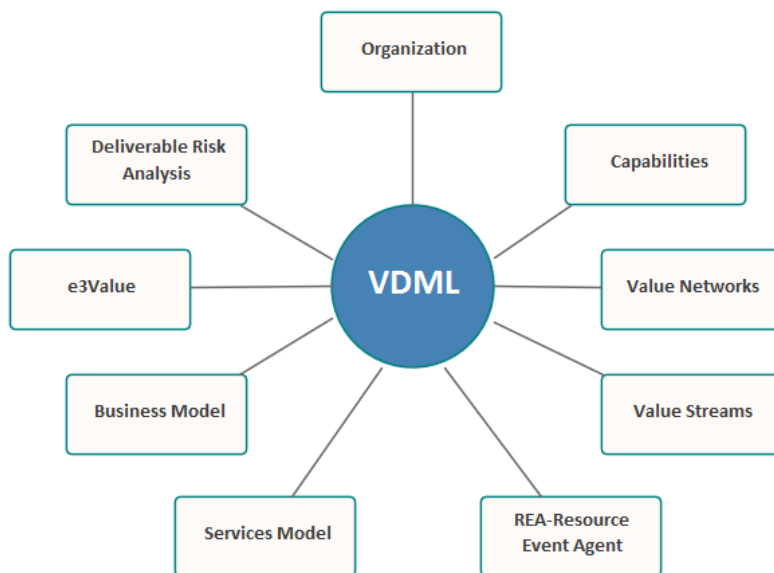 Organization
Deliverable Risk
Analysis
Capabilities
VDML
e3Value
Value Networks
Business Model
Value Streams
Services Model
REA-Resource
Event Agent